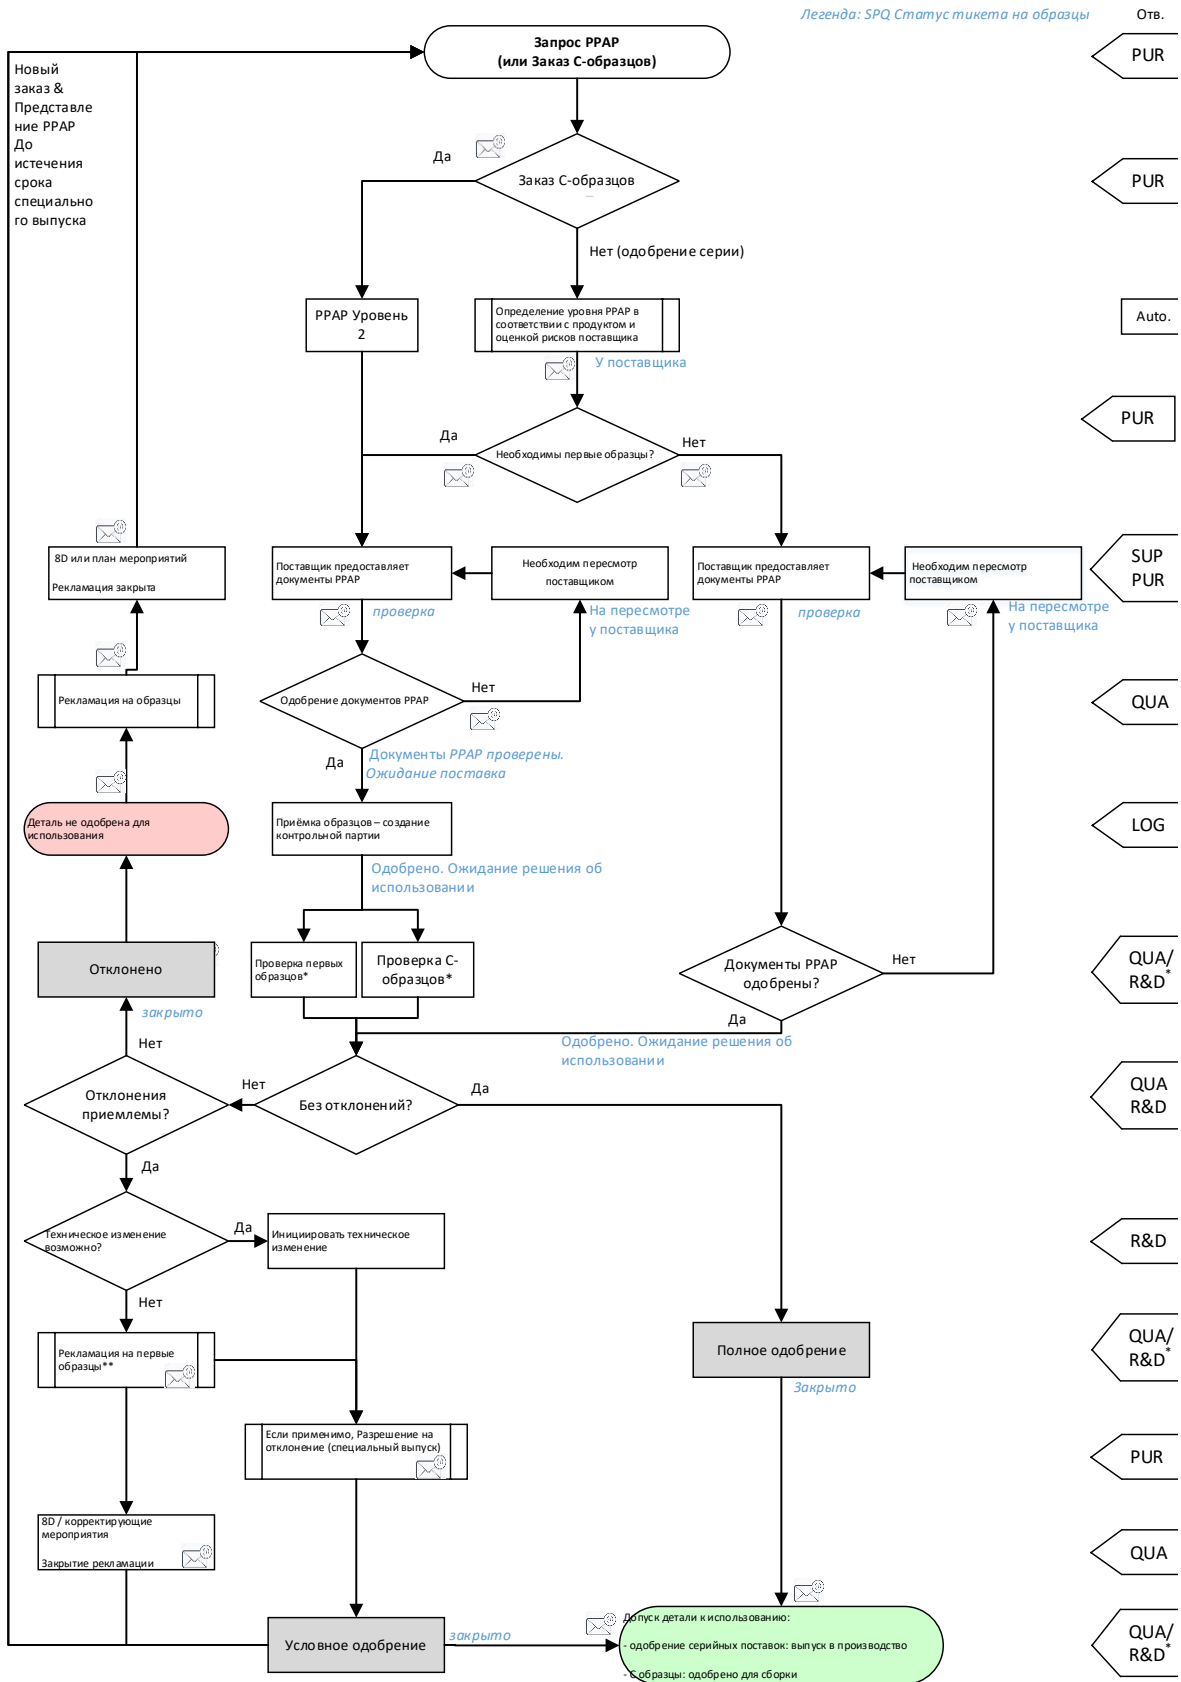 Легенда: SPQ Статус тикета на образцы
Отв.
Запрос PPAP
(или Заказ С-образцов)
PUR
Новый
заказ &
Представле
ние PPAP
До
истечения
срока
специально
го выпуска
Да
Заказ С-образцов
PUR
Нет (одобрение серии)
PPAP Уровень
2
Определение уровня PPAP в
соответствии с продуктом и
оценкой рисков поставщика
Auto.
У поставщика
Да
Необходимы первые образцы?
Нет
PUR
8D или план мероприятий
Рекламация закрыта
Поставщик предоставляет
документы PPAP
Необходим пересмотр
поставщиком
Поставщик предоставляет
документы PPAP
Необходим пересмотр
поставщиком
SUP
PUR
проверка
На пересмотре
у поставщика
проверка
На пересмотре
у поставщика
Рекламация на образцы
Одобрение документов PPAP
Нет
QUA
Да
Документы PPAP проверены.
Ожидание поставка
Деталь не одобрена для
использования
Приёмка образцов – создание
контрольной партии
LOG
Одобрено. Ожидание решения об
использовании
Отклонено
Проверка первых
образцов*
Проверка С-
образцов*
Документы PPAP
одобрены?
Нет
QUA/
R&D*
закрыто
Да
Нет
Одобрено. Ожидание решения об
использовании
Отклонения
приемлемы?
Нет
Без отклонений?
Да
QUA
R&D
Да
Техническое изменение
возможно?
Да
Инициировать техническое
изменение
R&D
Нет
Рекламация на первые
образцы**
Полное одобрение
QUA/
R&D*
Закрыто
Если применимо, Разрешение на
отклонение (специальный выпуск)
PUR
8D / корректирующие
мероприятия
Закрытие рекламации
QUA
Условное одобрение
закрыто
Допуск детали к использованию:
- одобрение серийных поставок: выпуск в производство
- С образцы: одобрено для сборки
QUA/
R&D*